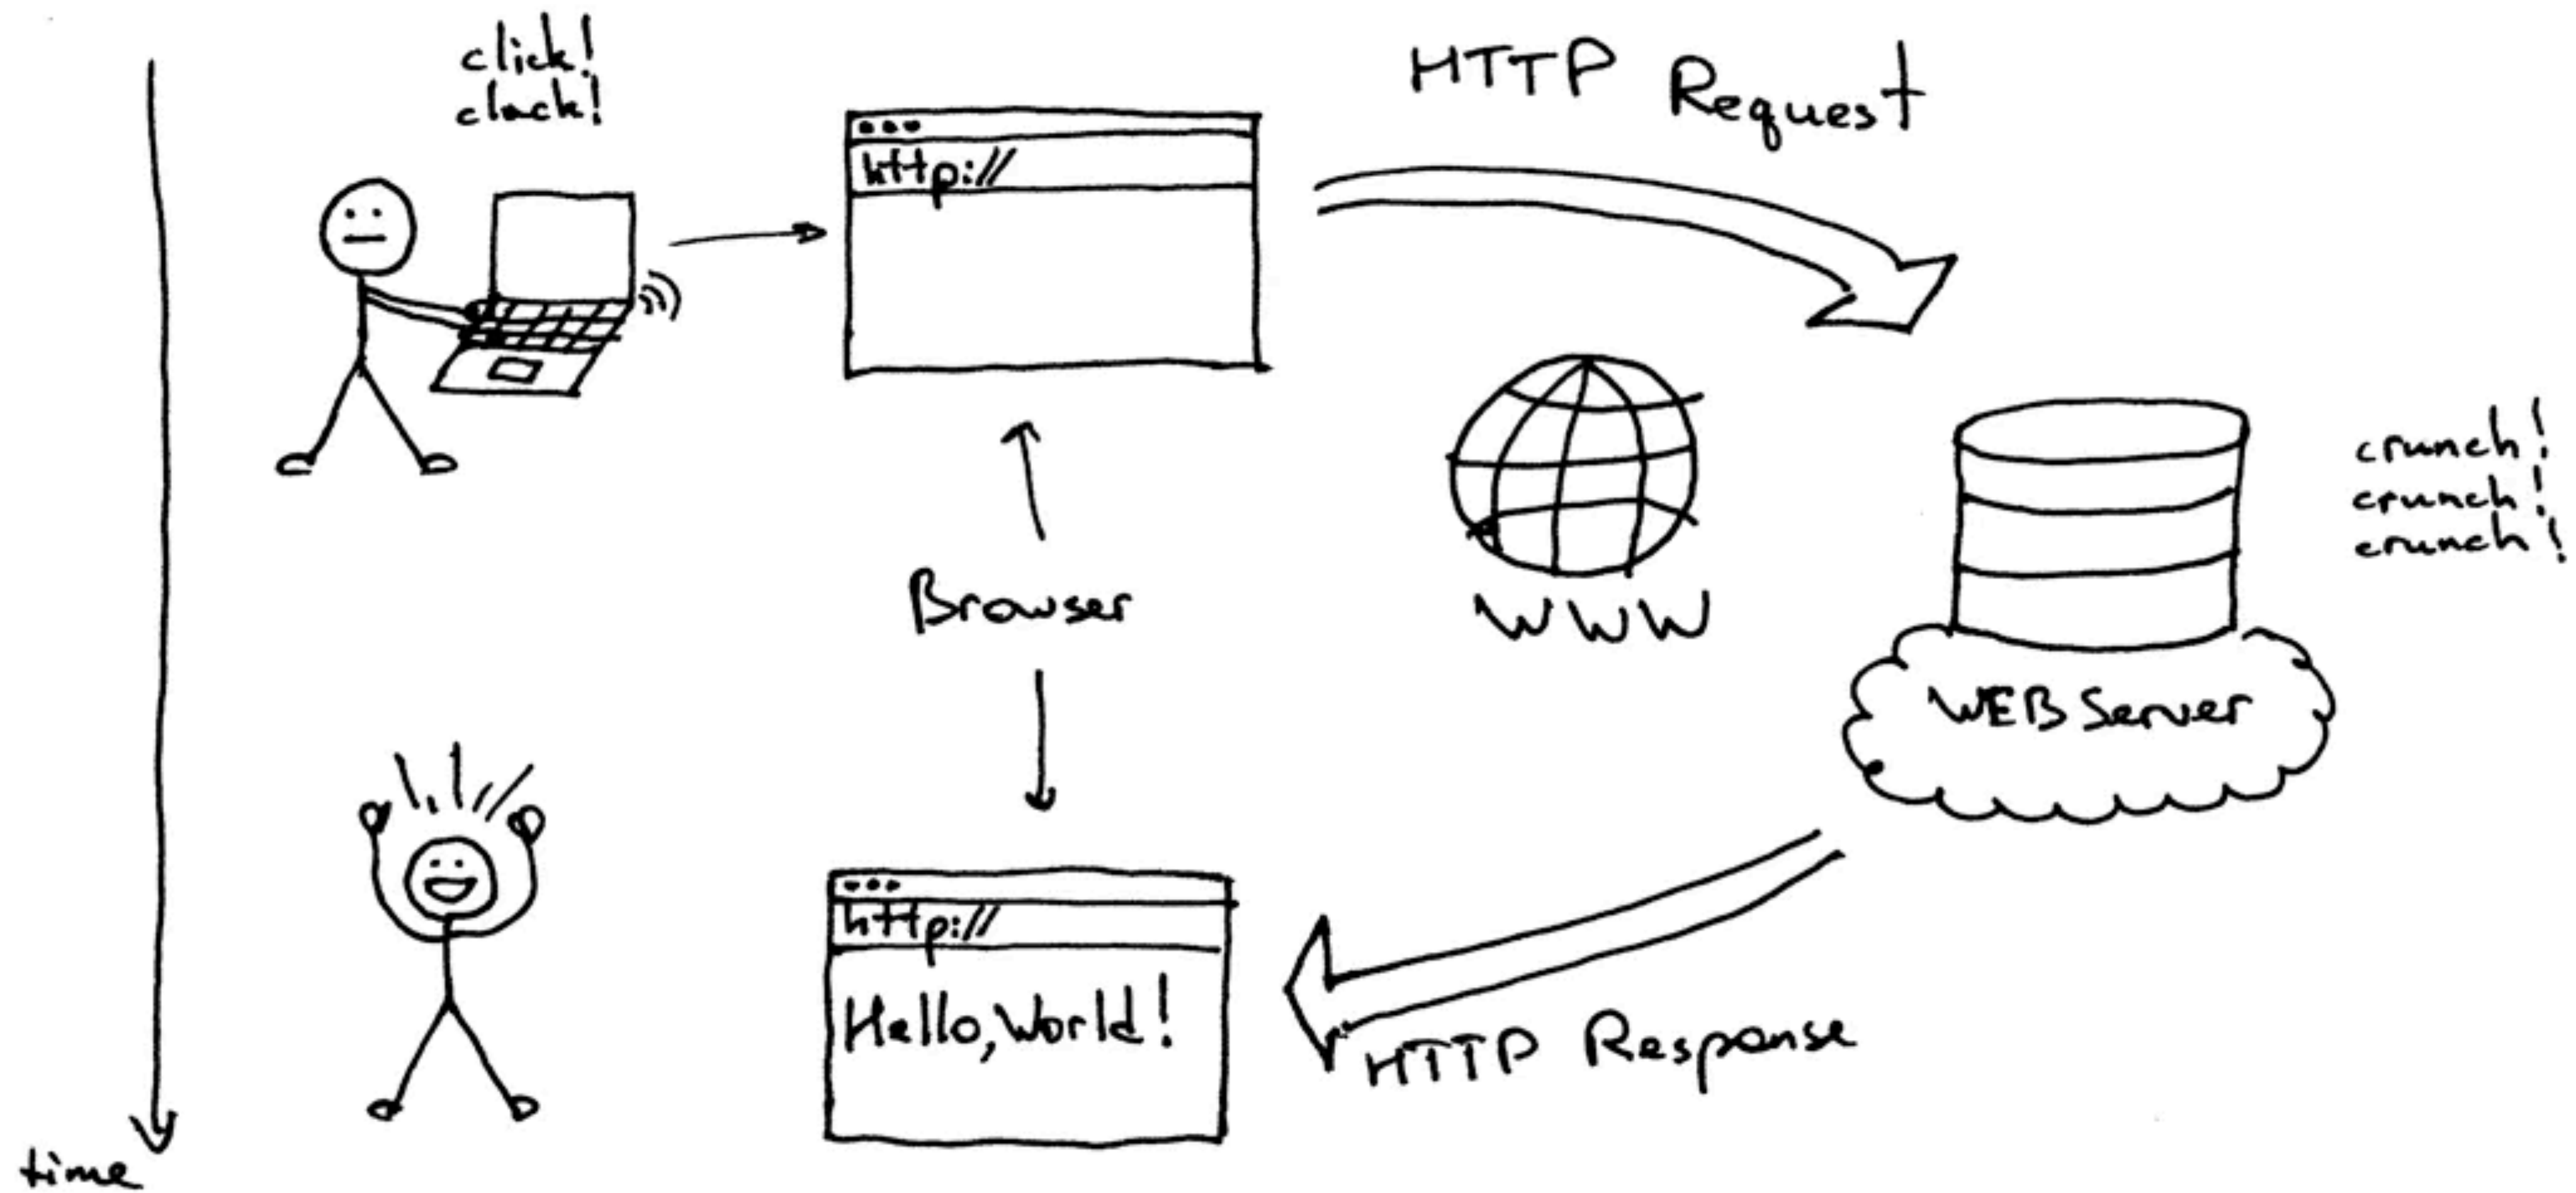 click!
clack!
HTTP Request
http://
crunch!
crunch!
crunch!
Browser
WWW
WEB Server
http://
Hello, World!
HTTP Response
time